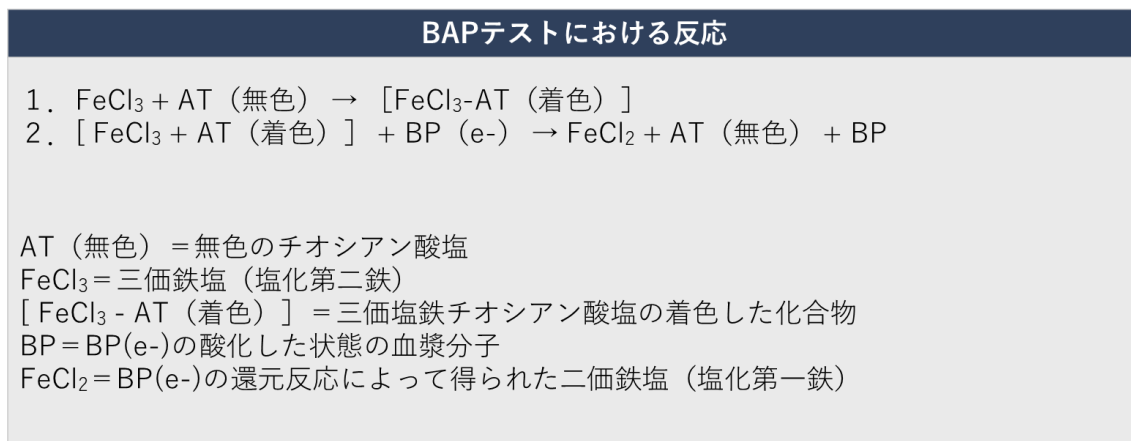 BAPテストにおける反応
1．FeCl₃ + AT（無色）→ ［FeCl₃-AT（着色）］
2．［FeCl₃ + AT（着色）］ + BP（e-）→ FeCl₂ + AT（無色）+ BP
AT（無色）＝無色のチオシアン酸塩
FeCl₃＝三価鉄塩（塩化第二鉄）
［FeCl₃ - AT（着色）］＝三価塩鉄チオシアン酸塩の着色した化合物
BP＝BP(e-)の酸化した状態の血漿分子
FeCl₂＝BP(e-)の還元反応によって得られた二価鉄塩（塩化第一鉄）